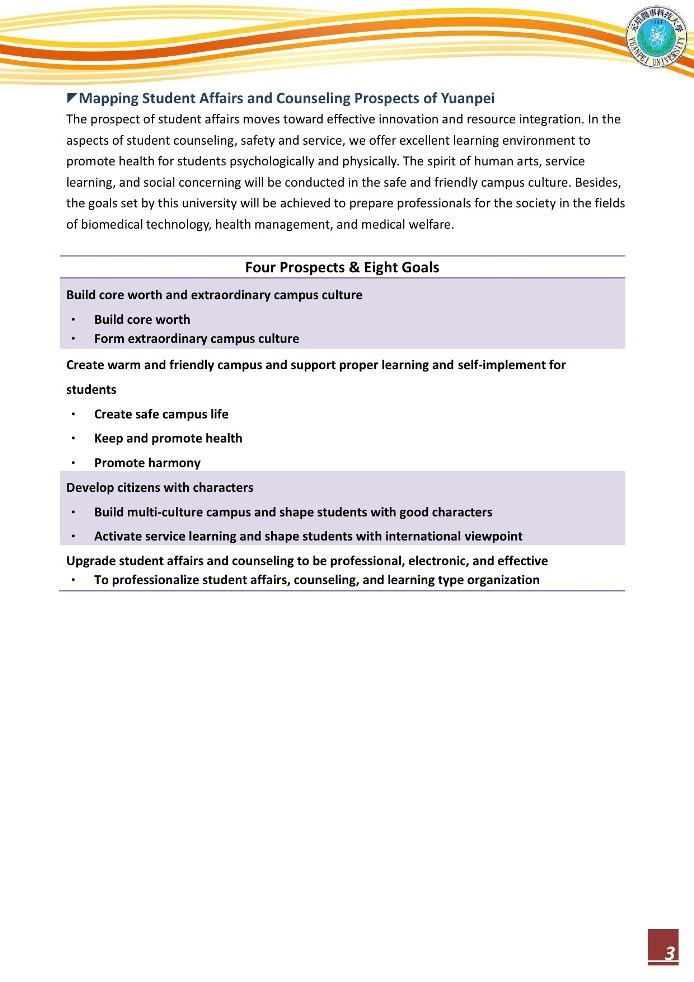 元培醫事科技大學
YUANPEI UNIVERSITY
Mapping Student Affairs and Counseling Prospects of Yuanpei
The prospect of student affairs moves toward effective innovation and resource integration. In the
aspects of student counseling, safety and service, we offer excellent learning environment to
promote health for students psychologically and physically. The spirit of human arts, service
learning, and social concerning will be conducted in the safe and friendly campus culture. Besides,
the goals set by this university will be achieved to prepare professionals for the society in the fields
of biomedical technology, health management, and medical welfare.
Four Prospects & Eight Goals
Build core worth and extraordinary campus culture
· Build core worth
· Form extraordinary campus culture
Create warm and friendly campus and support proper learning and self-implement for
students
· Create safe campus life
· Keep and promote health
· Promote harmony
Develop citizens with characters
· Build multi-culture campus and shape students with good characters
· Activate service learning and shape students with international viewpoint
Upgrade student affairs and counseling to be professional, electronic, and effective
· To professionalize student affairs, counseling, and learning type organization
3